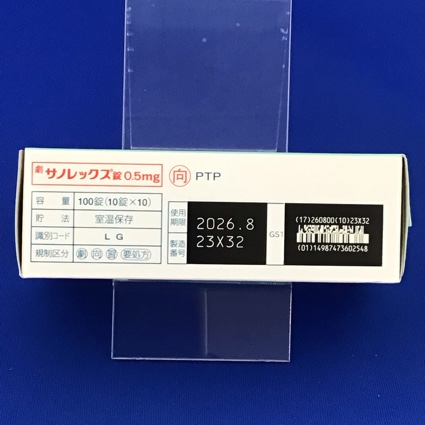 劇 サノレックス錠0.5mg 向 PTP
容量 100錠(10錠×10)
貯法 室温保存
識別コード LG
規制区分 劇 向 習 要処方
使用期限 2026.8
製造番号 23X32
GS1
(17)260800(10)23X32
(01)14987473602548